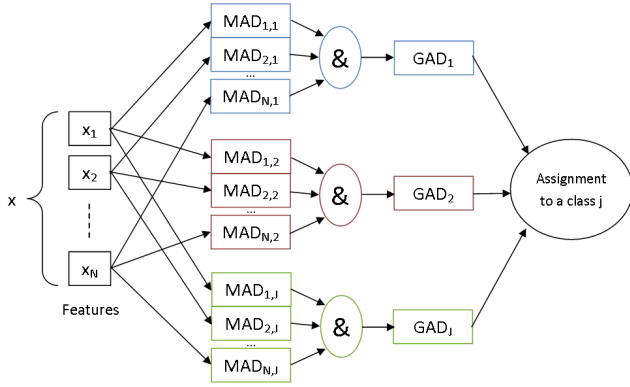 x
x1
x2
xN
Features
MAD1,1
MAD2,1
...
MADN,1
&
GAD1
MAD1,2
MAD2,2
...
MADN,2
&
GAD2
MAD1,J
MAD2,J
...
MADN,J
&
GADJ
Assignment
to a class j